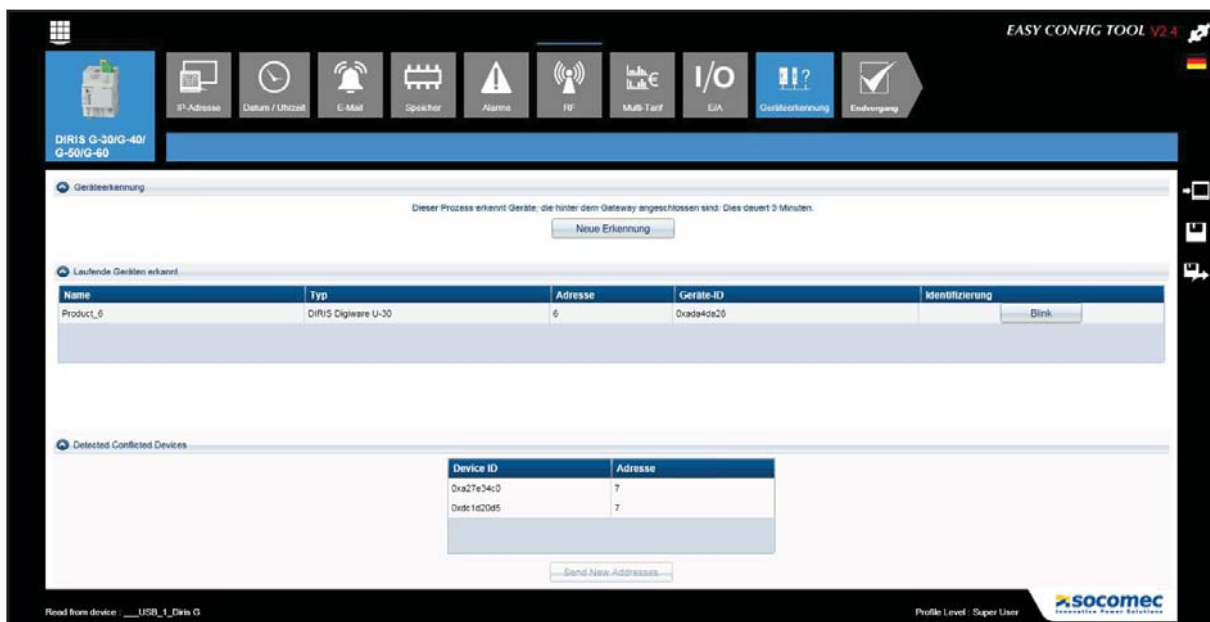 EASY CONFIG TOOL V2.4
IP-Adresse
Datum / Uhrzeit
E-Mail
Speicher
Alarme
RF
Multi-Tarif
I/O
E/A
Geräteerkennung
Endvorgang
DIRIS G-30/G-40/
G-50/G-60
Geräteerkennung
Dieser Prozess erkennt Geräte, die hinter dem Gateway angeschlossen sind: Dies dauert 3 Minuten.
Neue Erkennung
Laufende Geräten erkannt
Name Typ Adresse Geräte-ID Identifizierung
Product_6 DIRIS Digiware U-30 6 0xada4da26 Blink
Detected Conflicted Devices
Device ID Adresse
0xa27e34c0 7
0xdc1d20d5 7
Send New Addresses
Read from device : ___USB_1_Diris G
Profile Level : Super User
socomec
Innovative Power Solutions